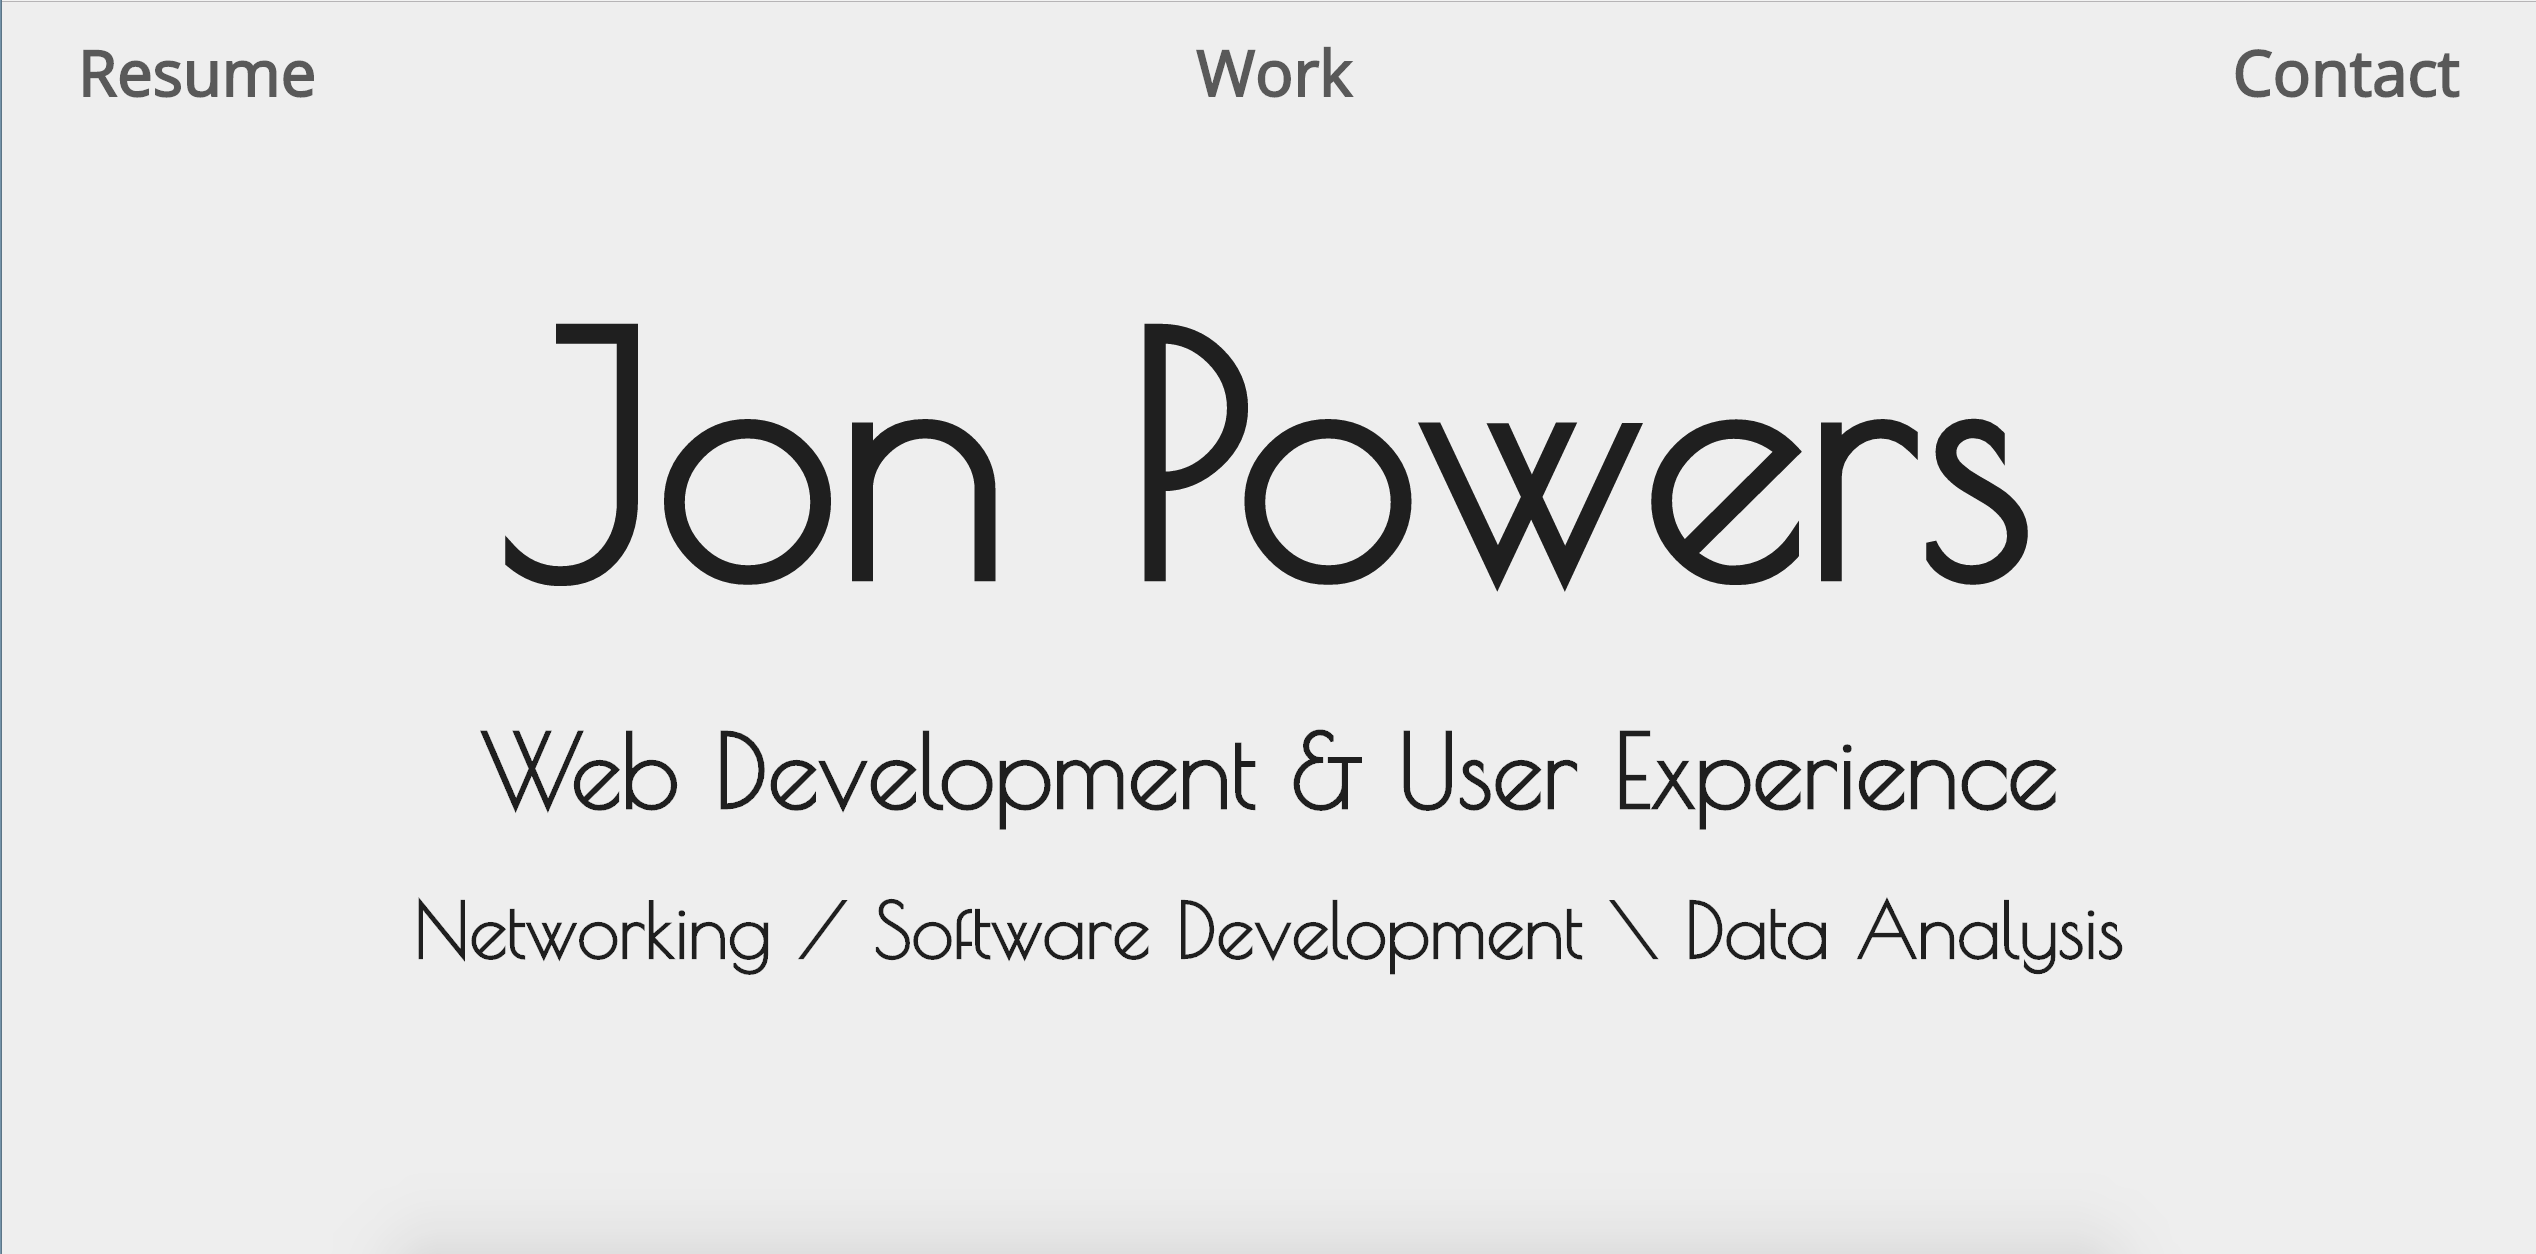 Resume Work Contact
Jon Powers
Web Development & User Experience
Networking / Software Development \ Data Analysis